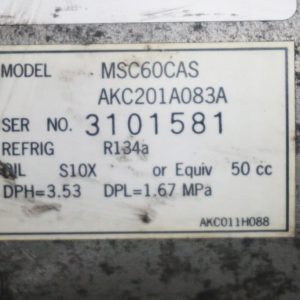 MODEL MSC60CAS
AKC201A083A
SER NO. 3101581
REFRIG R134a
OIL S10X or Equiv 50 cc
DPH=3.53 DPL=1.67 MPa
AKC011H088